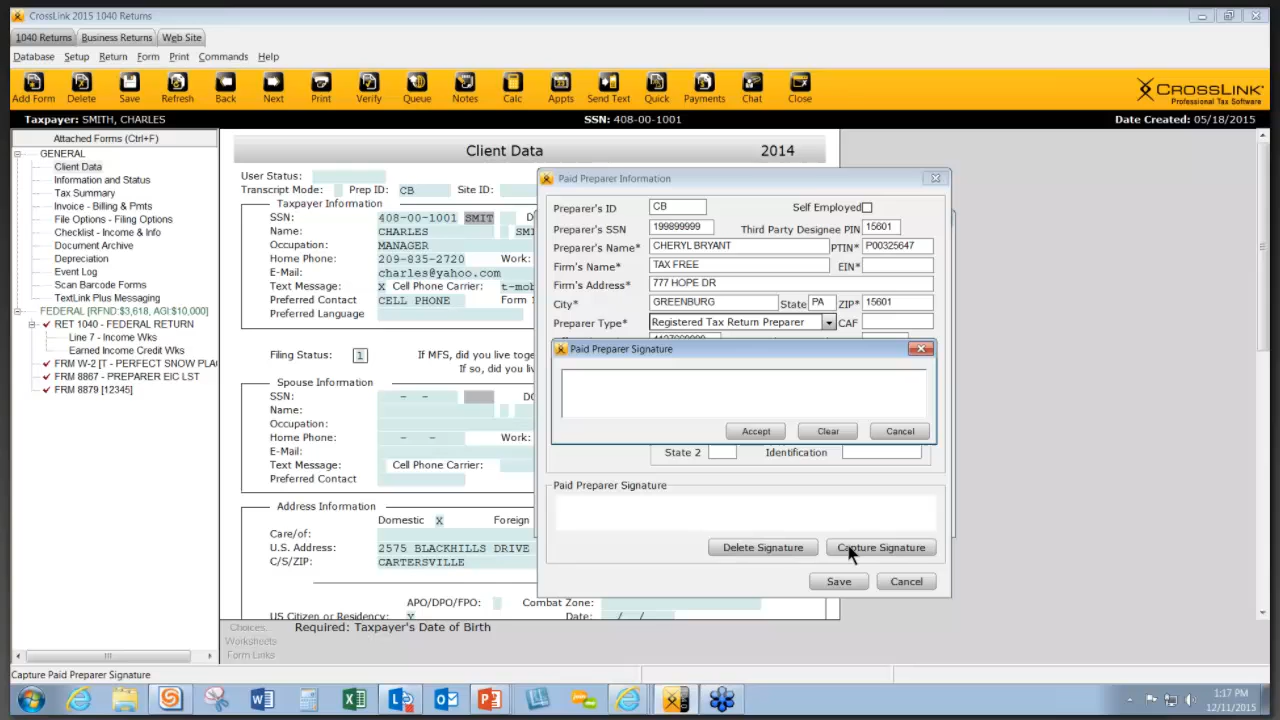 CrossLink 2015 1040 Returns
1040 Returns Business Returns Web Site
Database Setup Return Form Print Commands Help
Add Form Delete Save Refresh Back Next Print Verify Queue Notes Calc Appts Send Text Quick Payments Chat Close
CROSSLINK
Professional Tax Software
Taxpayer: SMITH, CHARLES SSN: 408-00-1001 Date Created: 05/18/2015
Attached Forms (Ctrl+F)
GENERAL
Client Data
Information and Status
Tax Summary
Invoice - Billing & Pmts
File Options - Filing Options
Checklist - Income & Info
Document Archive
Depreciation
Event Log
Scan Barcode Forms
TextLink Plus Messaging
FEDERAL [RFND:$3,618, AGI:$10,000]
RET 1040 - FEDERAL RETURN
Line 7 - Income Wks
Earned Income Credit Wks
FRM W-2 [T - PERFECT SNOW PLA
FRM 8867 - PREPARER EIC LST
FRM 8879 [12345]
Client Data 2014
User Status:
Transcript Mode: Prep ID: CB Site ID:
Taxpayer Information
SSN: 408-00-1001 SMIT
Name: CHARLES SMI
Occupation: MANAGER
Home Phone: 209-835-2720 Work:
E-Mail: charles@yahoo.com
Text Message: X Cell Phone Carrier: t-mob
Preferred Contact CELL PHONE Form
Preferred Language
Filing Status: 1 If MFS, did you live toge
If so, did you liv
Spouse Information
SSN: - - DO
Name:
Occupation:
Home Phone: - - Work:
E-Mail:
Text Message: Cell Phone Carrier:
Preferred Contact
Address Information
Domestic X Foreign
Care/of:
U.S. Address: 2575 BLACKHILLS DRIVE
C/S/ZIP: CARTERSVILLE
APO/DPO/FPO: Combat Zone:
US Citizen or Residency: Y Date: / /
Paid Preparer Information
Preparer's ID CB Self Employed
Preparer's SSN 199899999 Third Party Designee PIN 15601
Preparer's Name* CHERYL BRYANT PTIN* P00325647
Firm's Name* TAX FREE EIN*
Firm's Address* 777 HOPE DR
City* GREENBURG State PA ZIP* 15601
Preparer Type* Registered Tax Return Preparer CAF
Paid Preparer Signature
Accept Clear Cancel
State 2 Identification
Paid Preparer Signature
Delete Signature Capture Signature
Save Cancel
Choices
Worksheets
Form Links
Required: Taxpayer's Date of Birth
Capture Paid Preparer Signature
1:17 PM
12/11/2015